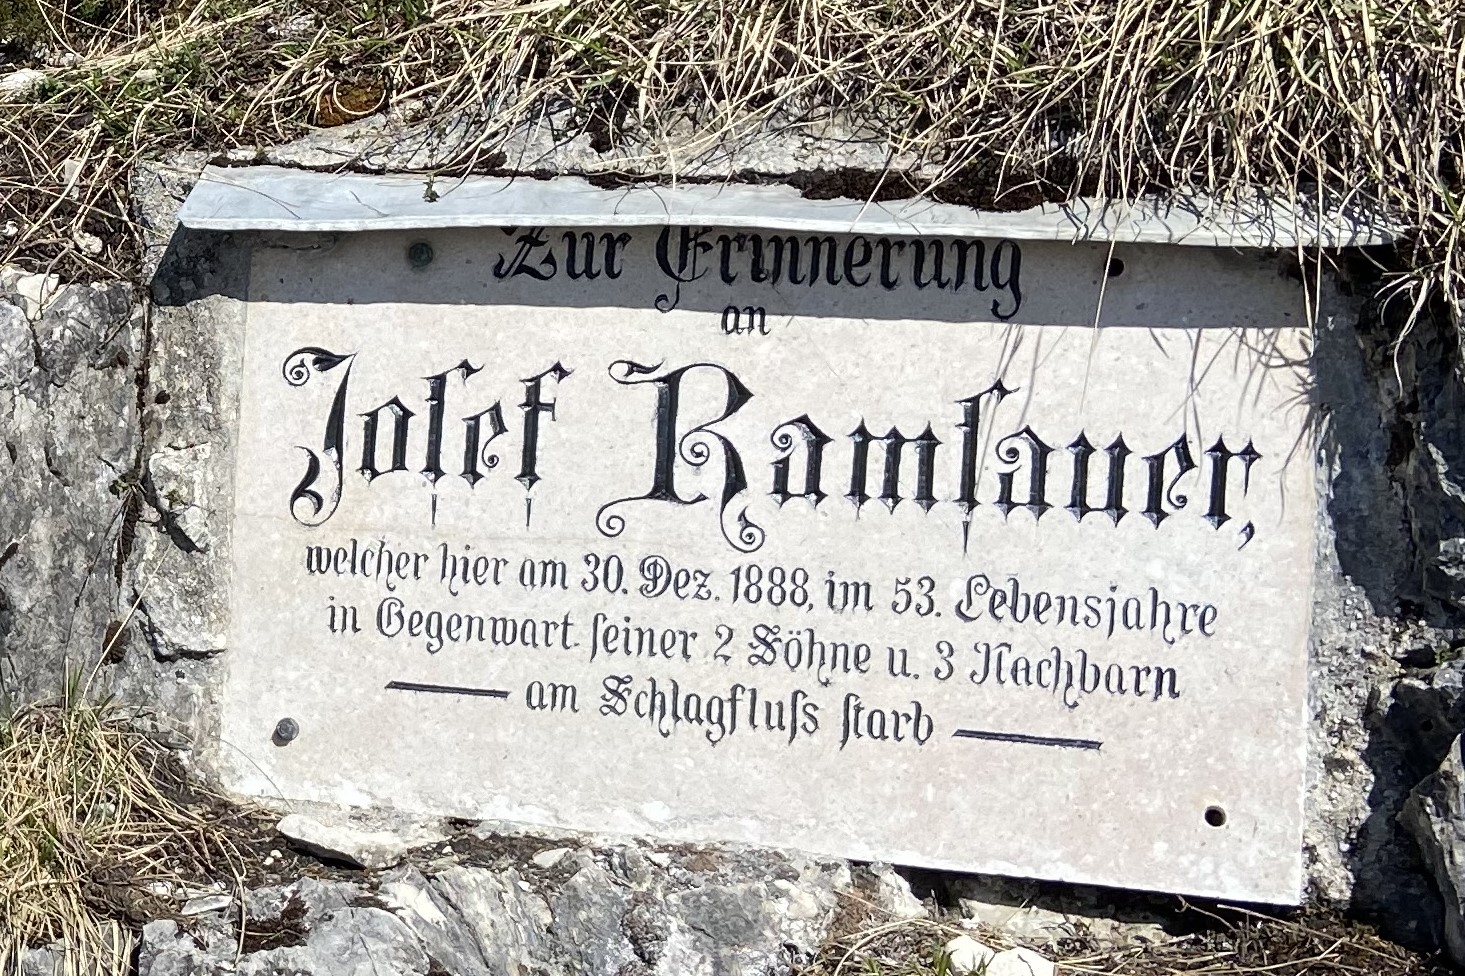 Zur Erinnerung
an
Joſef Ramſauer,
welcher hier am 30. Dez. 1888, im 53. Lebensjahre
in Gegenwart ſeiner 2 Söhne u. 3 Nachbarn
— am Schlagfluſs ſtarb —